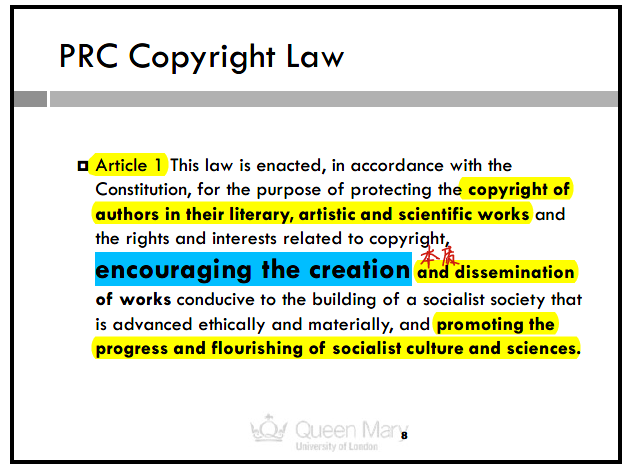 PRC Copyright Law
Article 1 This law is enacted, in accordance with the
Constitution, for the purpose of protecting the copyright of
authors in their literary, artistic and scientific works and
the rights and interests related to copyright,
本质
encouraging the creation and dissemination
of works conducive to the building of a socialist society that
is advanced ethically and materially, and promoting the
progress and flourishing of socialist culture and sciences.
Queen Mary
University of London
8